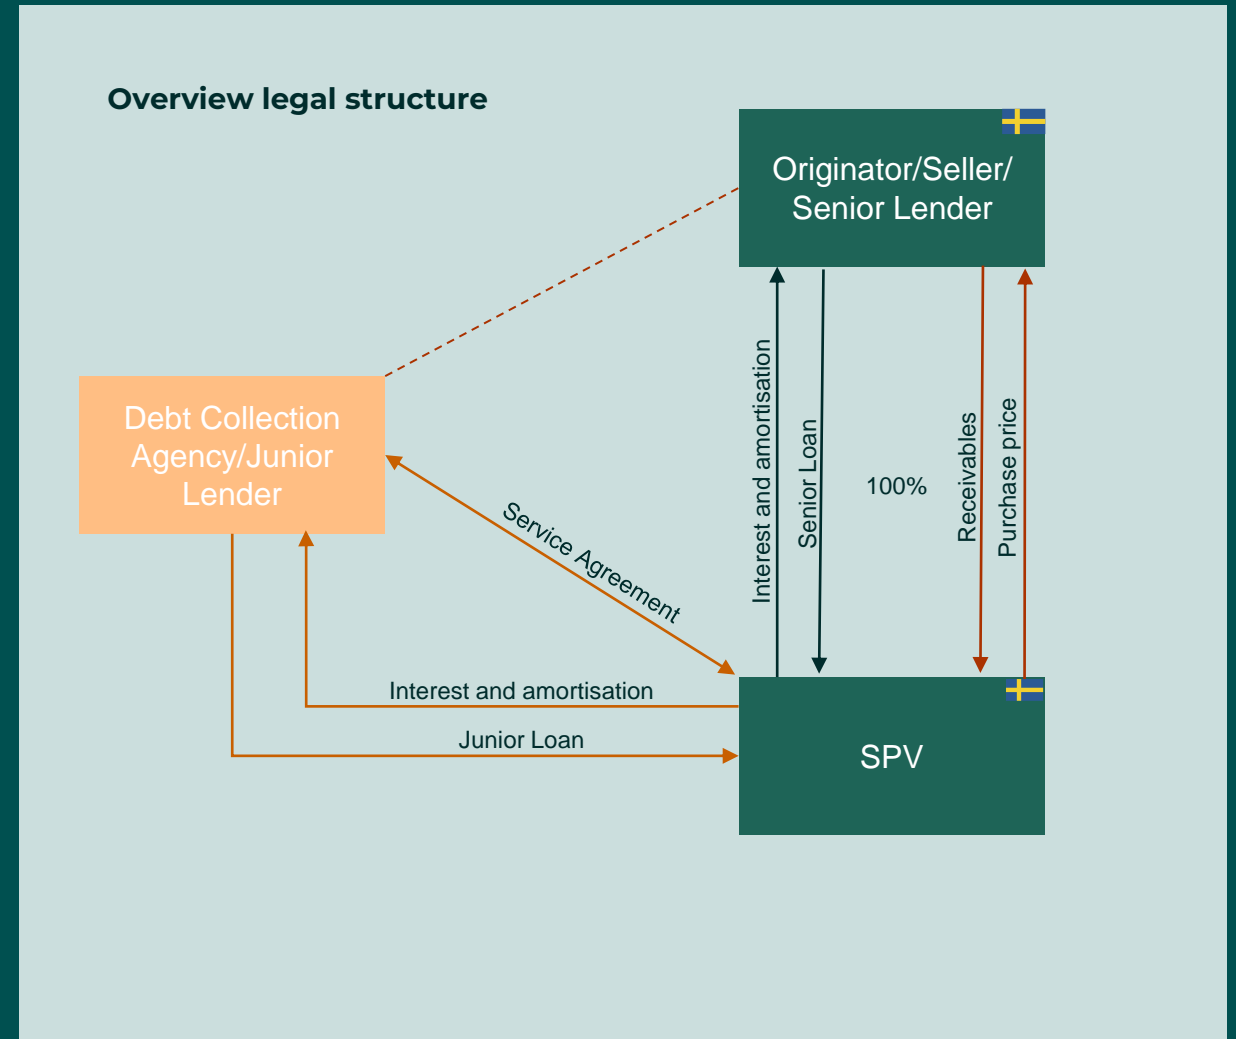 Overview legal structure
Originator/Seller/
Senior Lender
Debt Collection
Agency/Junior
Lender
Interest and amortisation
Senior Loan
100%
Receivables
Purchase price
Service Agreement
Interest and amortisation
Junior Loan
SPV